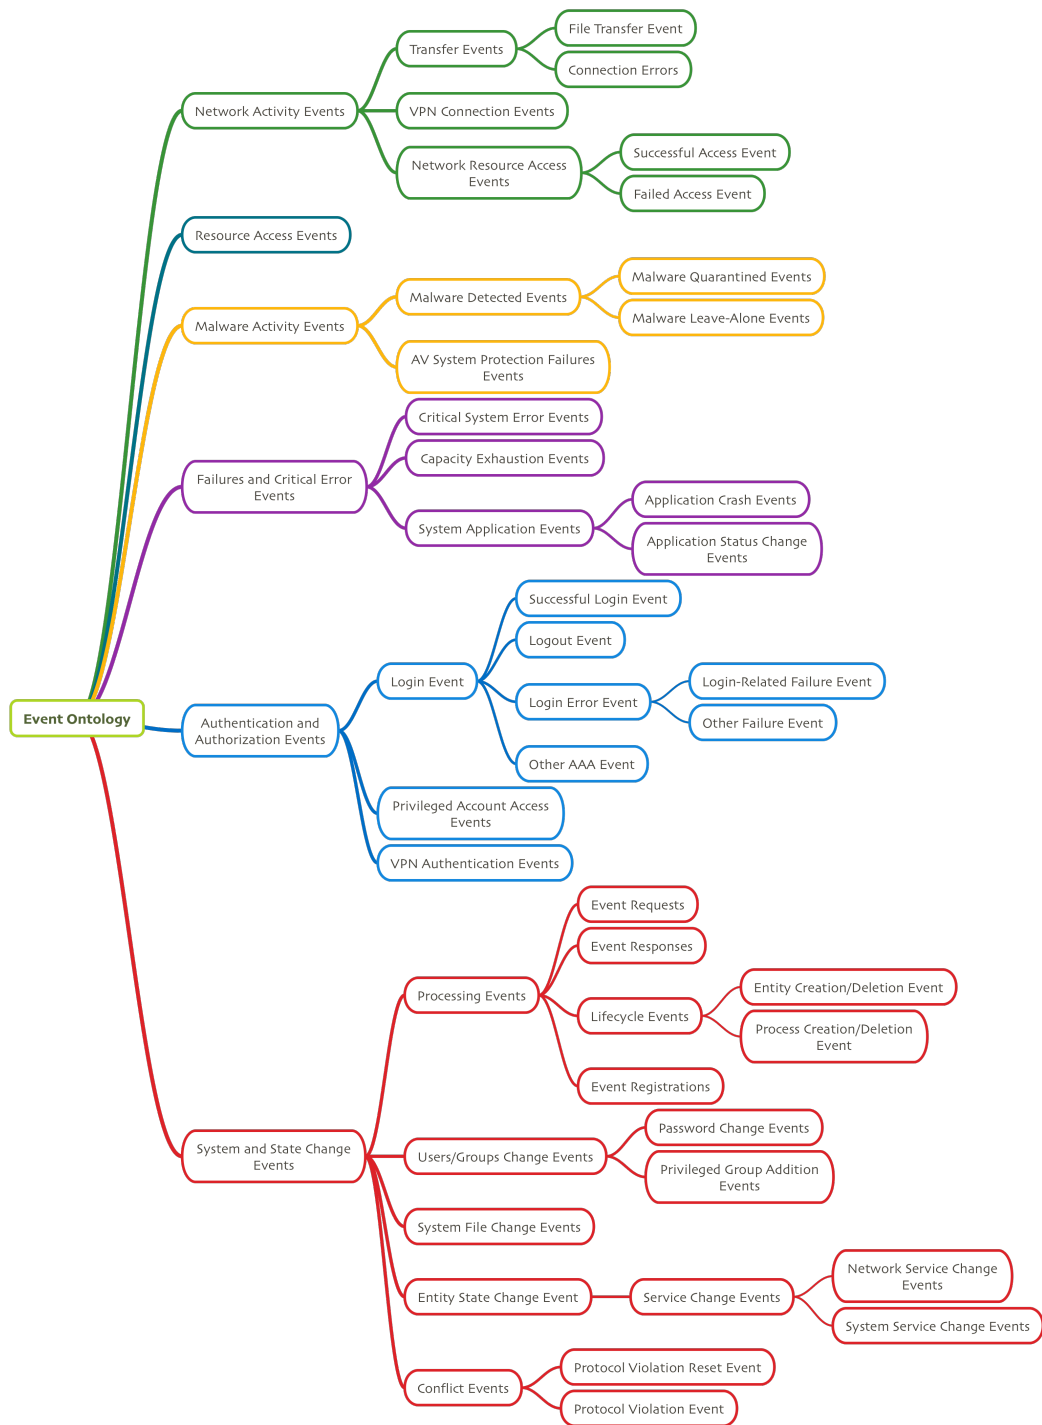 File Transfer Event
Transfer Events
Connection Errors
Network Activity Events
VPN Connection Events
Network Resource Access
Events
Successful Access Event
Failed Access Event
Resource Access Events
Malware Activity Events
Malware Detected Events
Malware Quarantined Events
Malware Leave-Alone Events
AV System Protection Failures
Events
Failures and Critical Error
Events
Critical System Error Events
Capacity Exhaustion Events
System Application Events
Application Crash Events
Application Status Change
Events
Event Ontology
Authentication and
Authorization Events
Login Event
Successful Login Event
Logout Event
Login Error Event
Login-Related Failure Event
Other Failure Event
Other AAA Event
Privileged Account Access
Events
VPN Authentication Events
System and State Change
Events
Processing Events
Event Requests
Event Responses
Lifecycle Events
Entity Creation/Deletion Event
Process Creation/Deletion
Event
Event Registrations
Users/Groups Change Events
Password Change Events
Privileged Group Addition
Events
System File Change Events
Entity State Change Event
Service Change Events
Network Service Change
Events
System Service Change Events
Conflict Events
Protocol Violation Reset Event
Protocol Violation Event